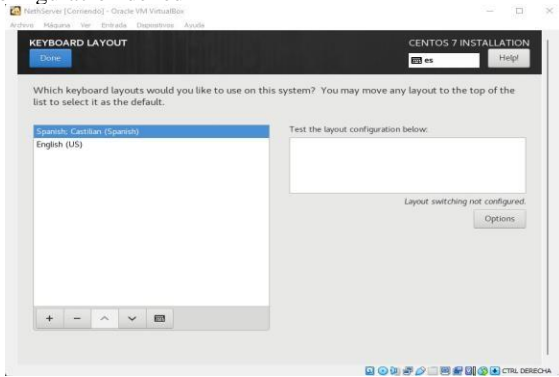 NethServer [Corriendo] - Oracle VM VirtualBox
Archivo Máquina Ver Entrada Dispositivos Ayuda
KEYBOARD LAYOUT
CENTOS 7 INSTALLATION
Done
es
Help!
Which keyboard layouts would you like to use on this system? You may move any layout to the top of the
list to select it as the default.
Spanish; Castilian (Spanish)
English (US)
Test the layout configuration below:
Layout switching not configured.
Options
CTRL DERECHA